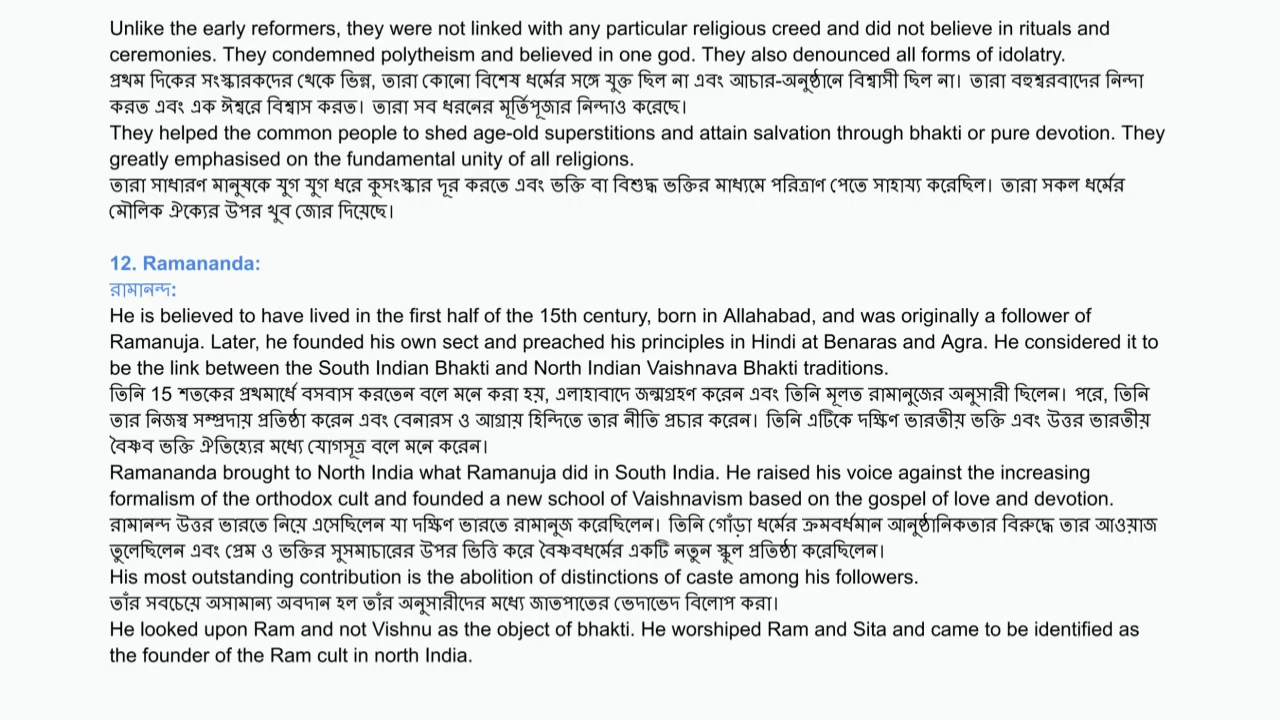 Unlike the early reformers, they were not linked with any particular religious creed and did not believe in rituals and
ceremonies. They condemned polytheism and believed in one god. They also denounced all forms of idolatry.
প্রথম দিকের সংস্কারকদের থেকে ভিন্ন, তারা কোনো বিশেষ ধর্মের সঙ্গে যুক্ত ছিল না এবং আচার-অনুষ্ঠানে বিশ্বাসী ছিল না। তারা বহুশ্বরবাদের নিন্দা
করত এবং এক ঈশ্বরে বিশ্বাস করত। তারা সব ধরনের মূর্তিপূজার নিন্দাও করেছে।
They helped the common people to shed age-old superstitions and attain salvation through bhakti or pure devotion. They
greatly emphasised on the fundamental unity of all religions.
তারা সাধারণ মানুষকে যুগ যুগ ধরে কুসংস্কার দূর করতে এবং ভক্তি বা বিশুদ্ধ ভক্তির মাধ্যমে পরিত্রাণ পেতে সাহায্য করেছিল। তারা সকল ধর্মের
মৌলিক ঐক্যের উপর খুব জোর দিয়েছে।
12. Ramananda:
রামানন্দ:
He is believed to have lived in the first half of the 15th century, born in Allahabad, and was originally a follower of
Ramanuja. Later, he founded his own sect and preached his principles in Hindi at Benaras and Agra. He considered it to
be the link between the South Indian Bhakti and North Indian Vaishnava Bhakti traditions.
তিনি 15 শতকের প্রথমার্ধে বসবাস করতেন বলে মনে করা হয়, এলাহাবাদে জন্মগ্রহণ করেন এবং তিনি মূলত রামানুজের অনুসারী ছিলেন। পরে, তিনি
তার নিজস্ব সম্প্রদায় প্রতিষ্ঠা করেন এবং বেনারস ও আগ্রায় হিন্দিতে তার নীতি প্রচার করেন। তিনি এটিকে দক্ষিণ ভারতীয় ভক্তি এবং উত্তর ভারতীয়
বৈষ্ণব ভক্তি ঐতিহ্যের মধ্যে যোগসূত্র বলে মনে করেন।
Ramananda brought to North India what Ramanuja did in South India. He raised his voice against the increasing
formalism of the orthodox cult and founded a new school of Vaishnavism based on the gospel of love and devotion.
রামানন্দ উত্তর ভারতে নিয়ে এসেছিলেন যা দক্ষিণ ভারতে রামানুজ করেছিলেন। তিনি গোঁড়া ধর্মের ক্রমবর্ধমান আনুষ্ঠানিকতার বিরুদ্ধে তার আওয়াজ
তুলেছিলেন এবং প্রেম ও ভক্তির সুসমাচারের উপর ভিত্তি করে বৈষ্ণবধর্মের একটি নতুন স্কুল প্রতিষ্ঠা করেছিলেন।
His most outstanding contribution is the abolition of distinctions of caste among his followers.
তাঁর সবচেয়ে অসামান্য অবদান হল তাঁর অনুসারীদের মধ্যে জাতপাতের ভেদাভেদ বিলোপ করা।
He looked upon Ram and not Vishnu as the object of bhakti. He worshiped Ram and Sita and came to be identified as
the founder of the Ram cult in north India.